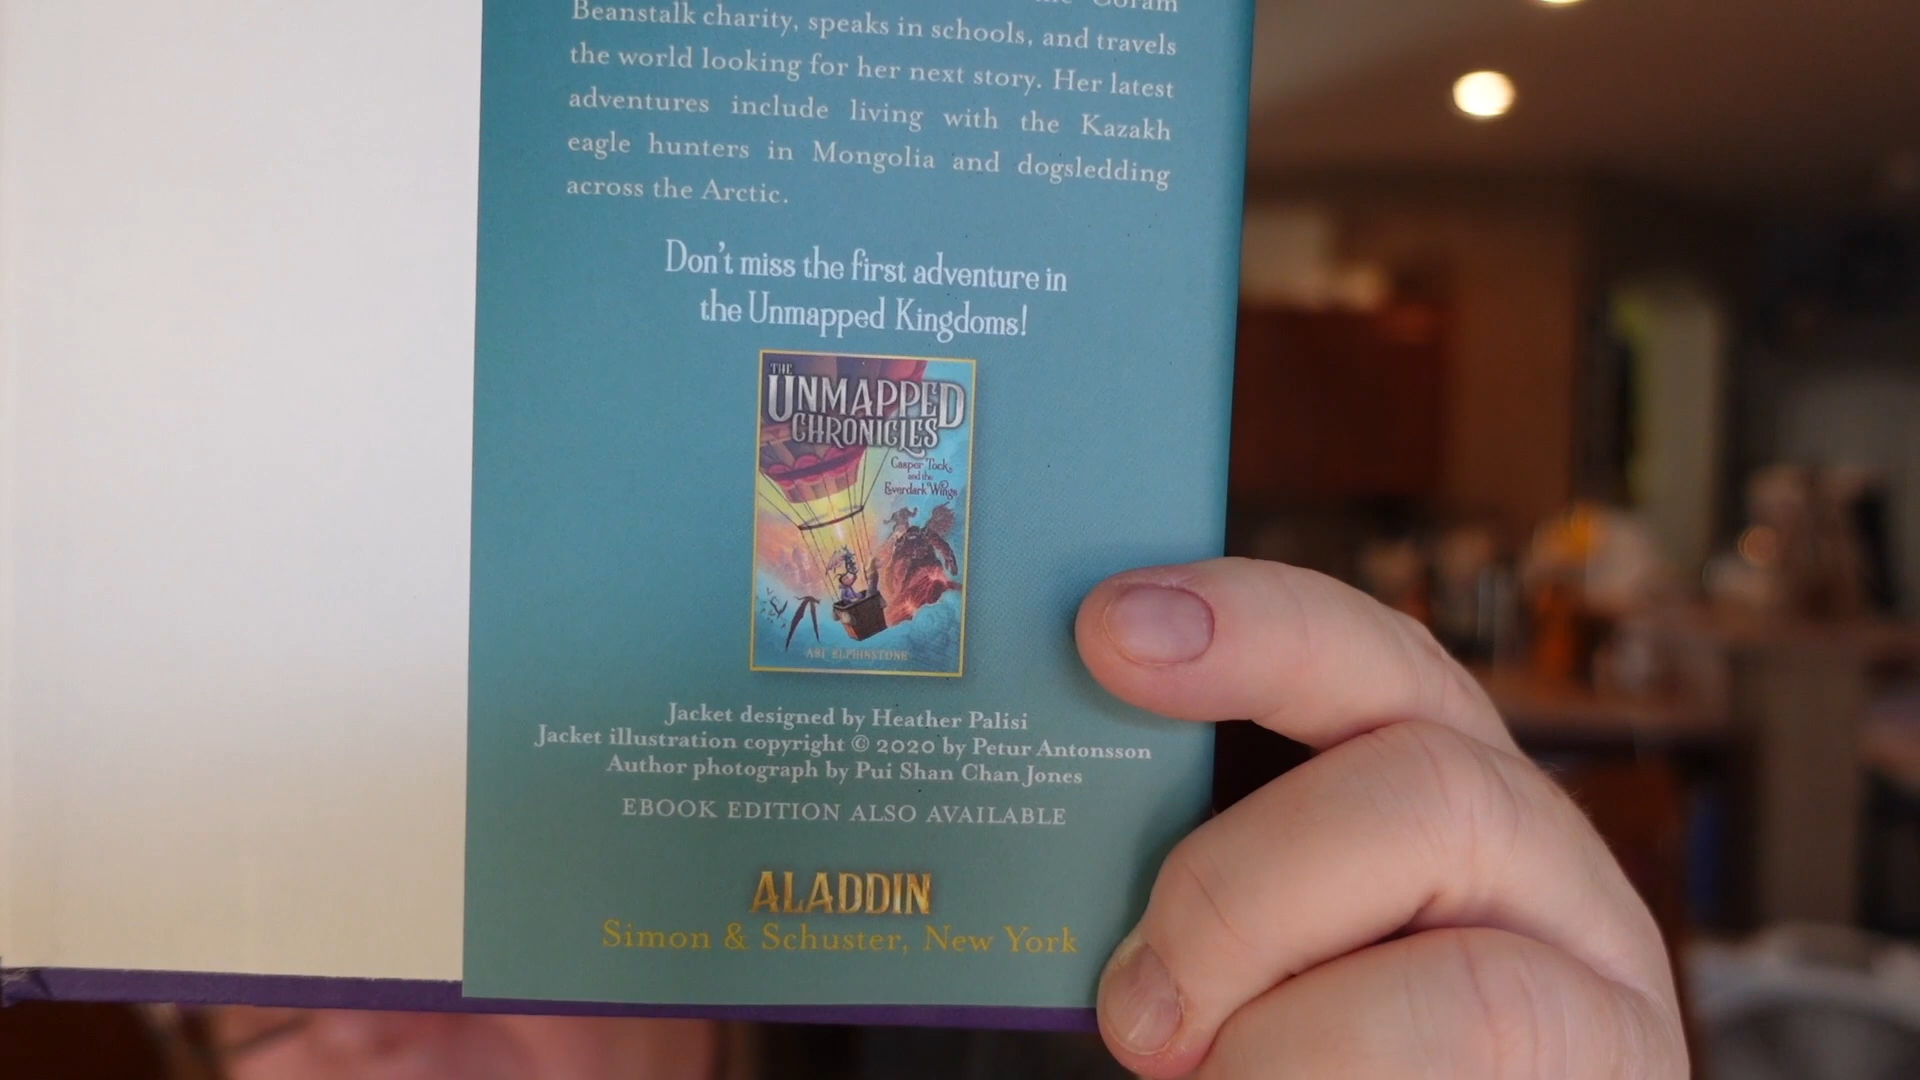 Coram
Beanstalk charity, speaks in schools, and travels
the world looking for her next story. Her latest
adventures include living with the Kazakh
eagle hunters in Mongolia and dogsledding
across the Arctic.
Don't miss the first adventure in
the Unmapped Kingdoms!
THE
UNMAPPED
CHRONICLES
Casper Tock
and the
Everdark Wings
ABI ELPHINSTONE
Jacket designed by Heather Palisi
Jacket illustration copyright © 2020 by Petur Antonsson
Author photograph by Pui Shan Chan Jones
EBOOK EDITION ALSO AVAILABLE
ALADDIN
Simon & Schuster, New York